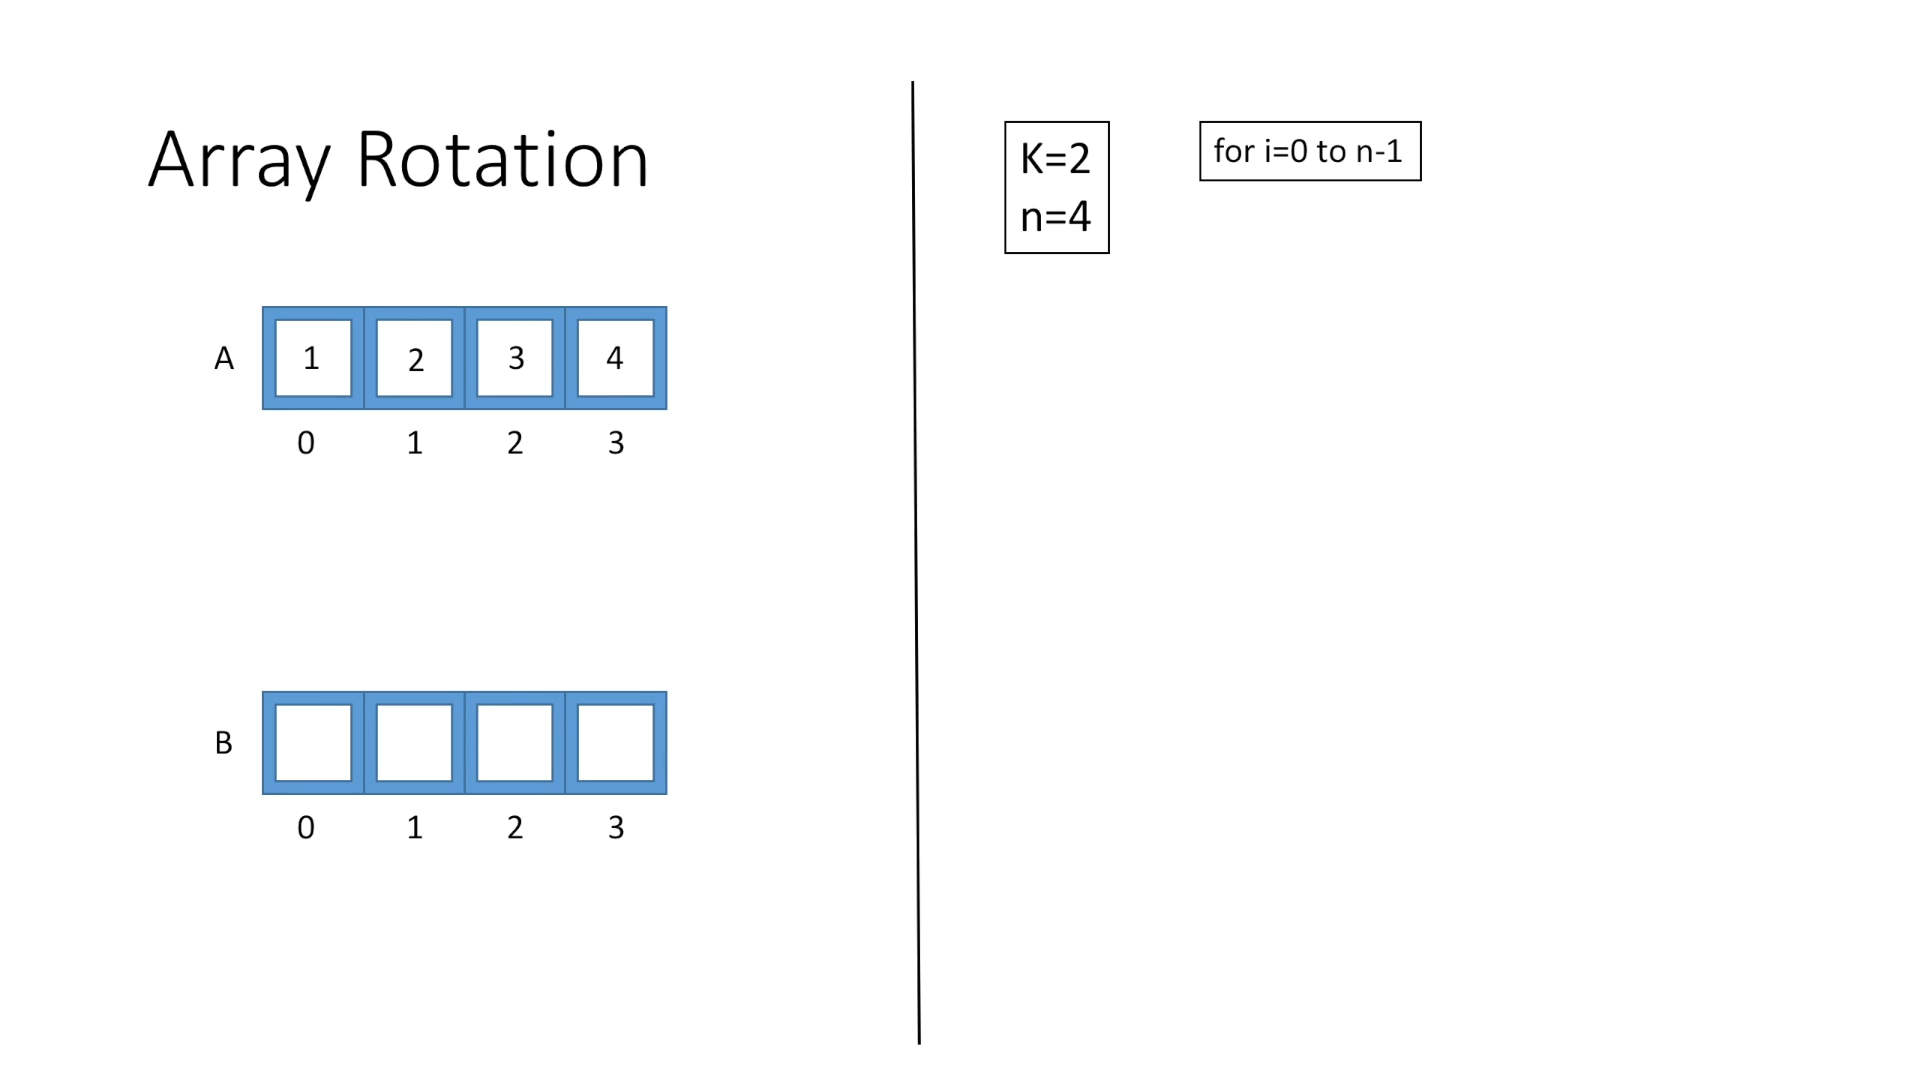 Array Rotation
A
1 2 3 4
0 1 2 3
B
0 1 2 3
K=2
n=4
for i=0 to n-1